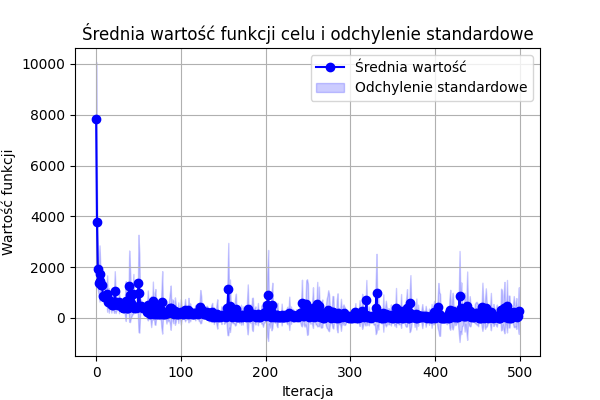 Średnia wartość funkcji celu i odchylenie standardowe
Wartość funkcji
10000
8000
6000
4000
2000
0
Średnia wartość
Odchylenie standardowe
0 100 200 300 400 500
Iteracja